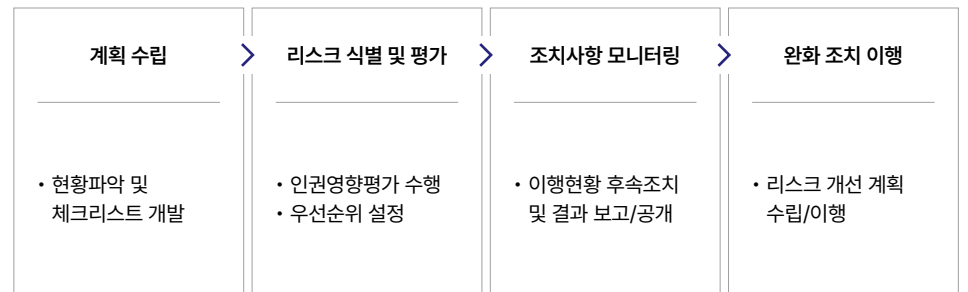 계획 수립
리스크 식별 및 평가
조치사항 모니터링
완화 조치 이행
• 현황파악 및
체크리스트 개발
• 인권영향평가 수행
• 우선순위 설정
• 이행현황 후속조치
및 결과 보고/공개
• 리스크 개선 계획
수립/이행